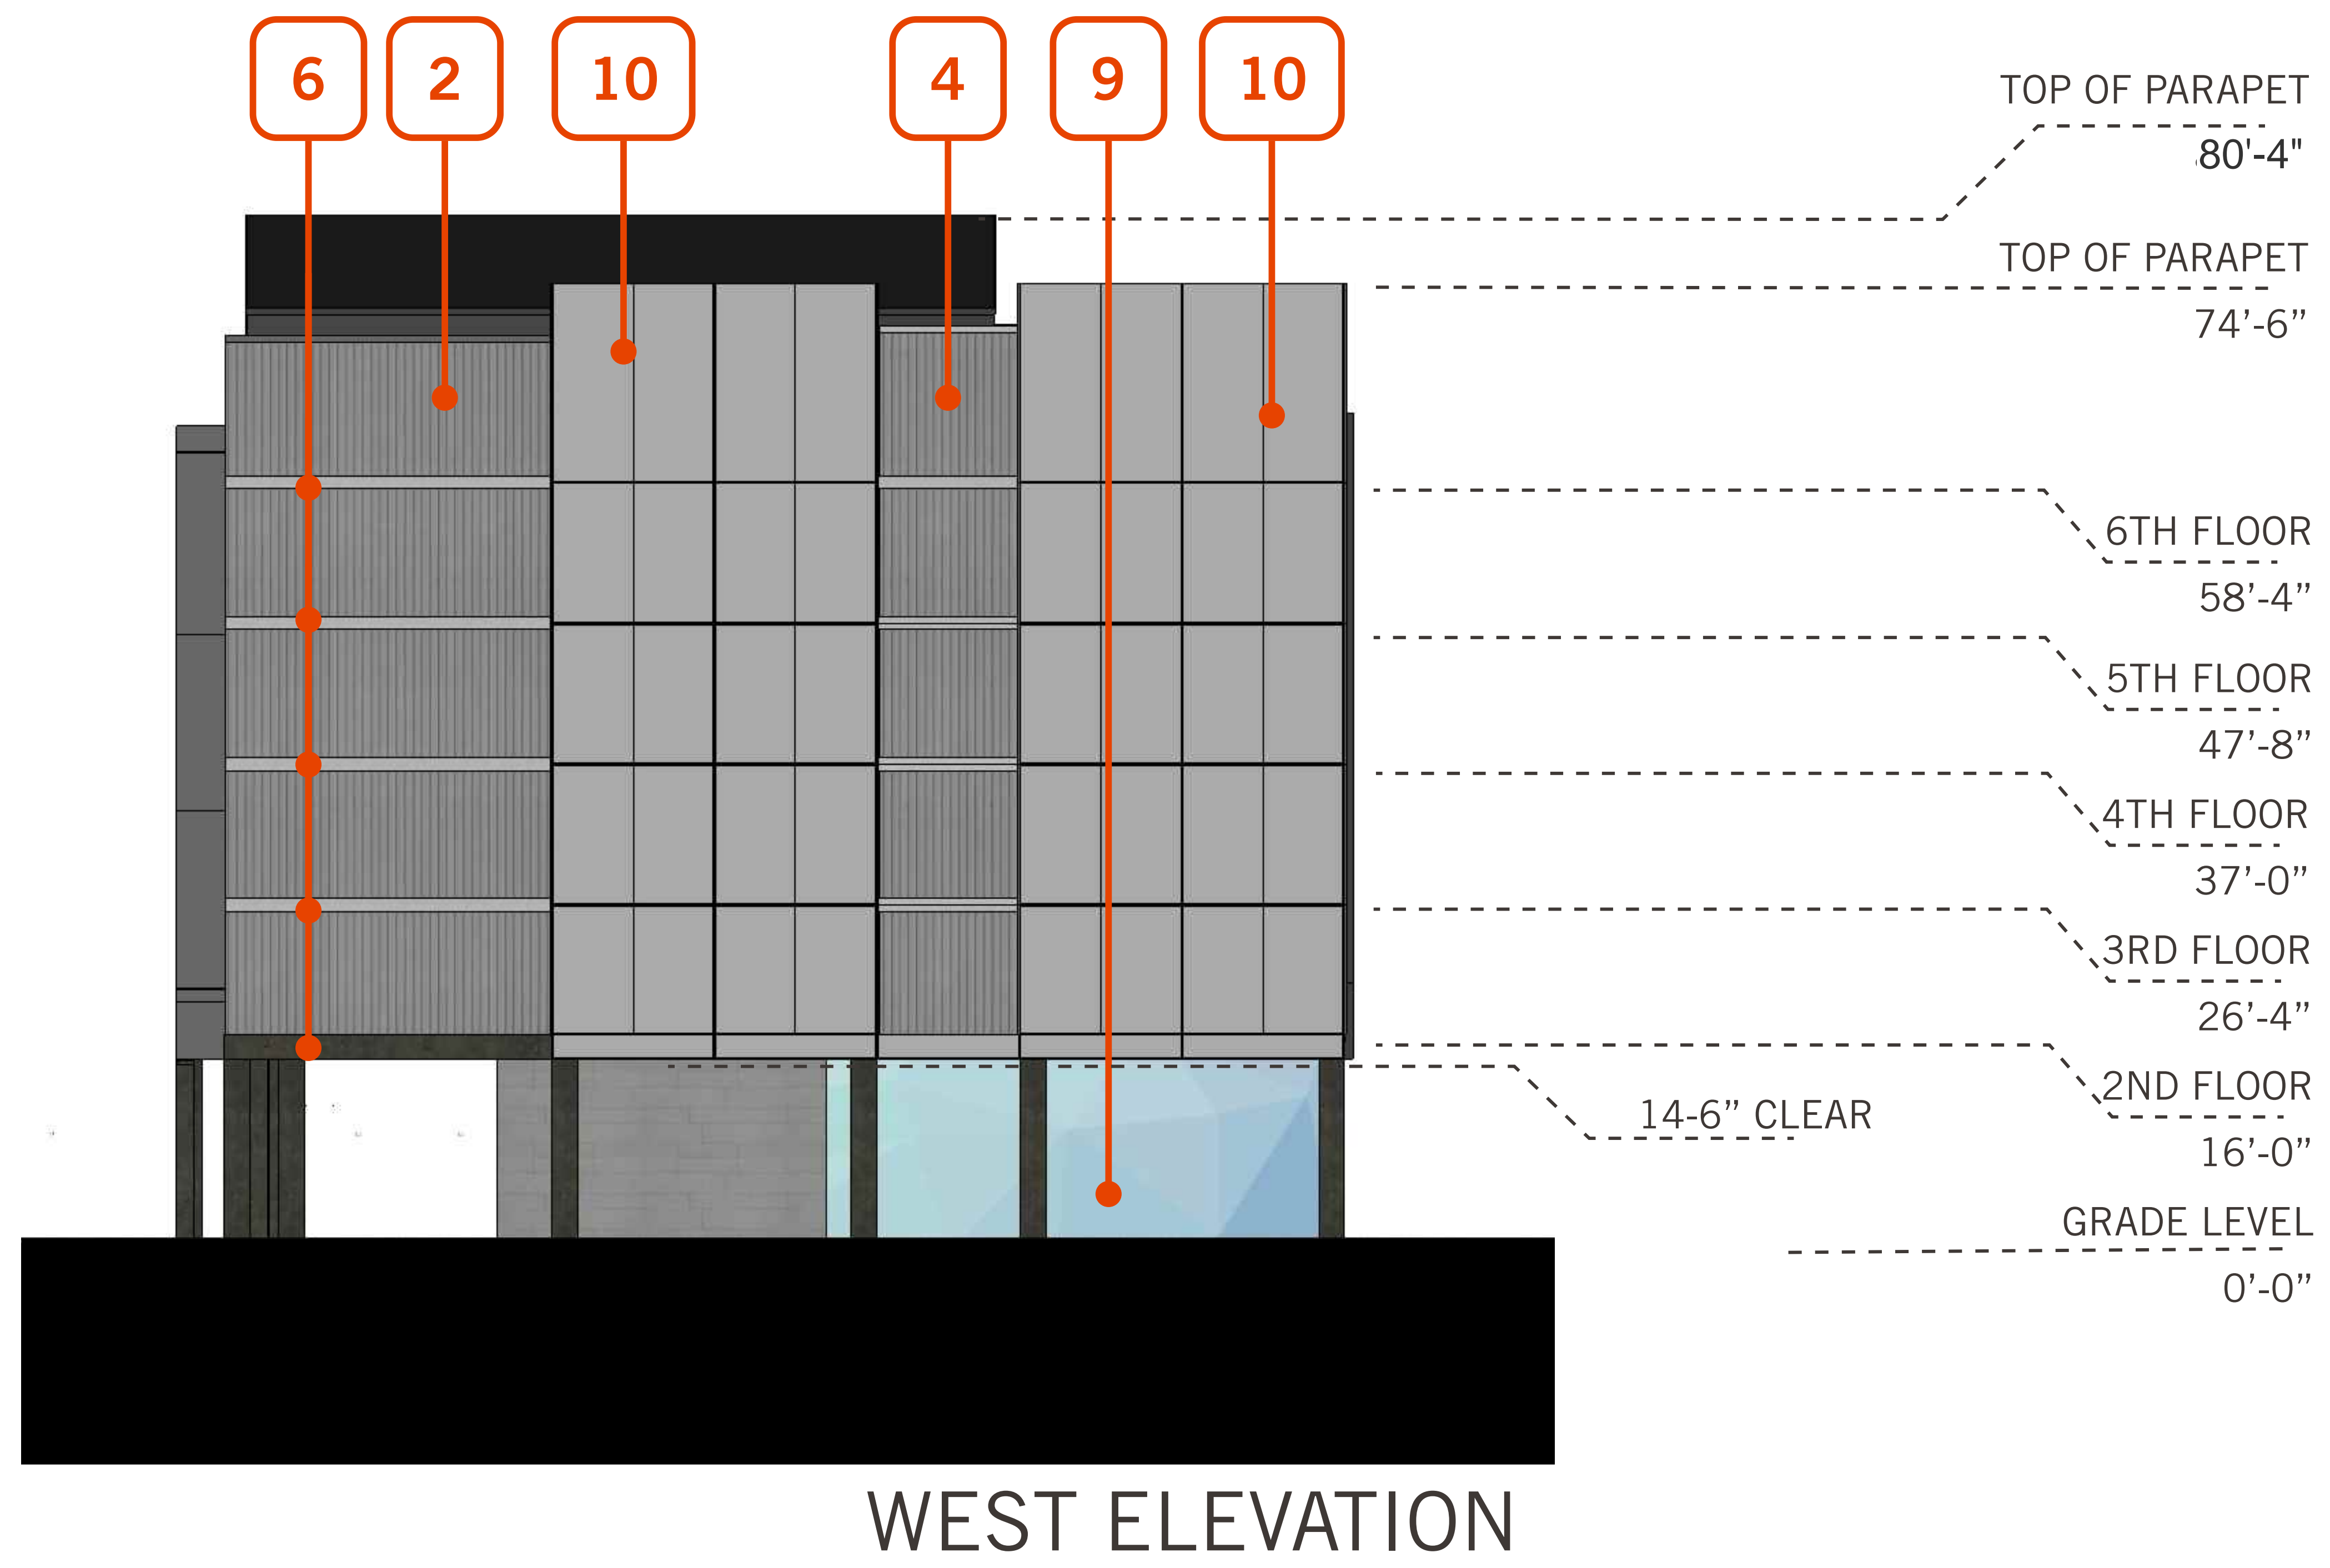 6 2 10 4 9 10
TOP OF PARAPET
80'-4"
TOP OF PARAPET
74’-6”
6TH FLOOR
58’-4”
5TH FLOOR
47’-8”
4TH FLOOR
37’-0”
3RD FLOOR
26’-4”
2ND FLOOR
14-6” CLEAR
16’-0”
GRADE LEVEL
0’-0”
WEST ELEVATION